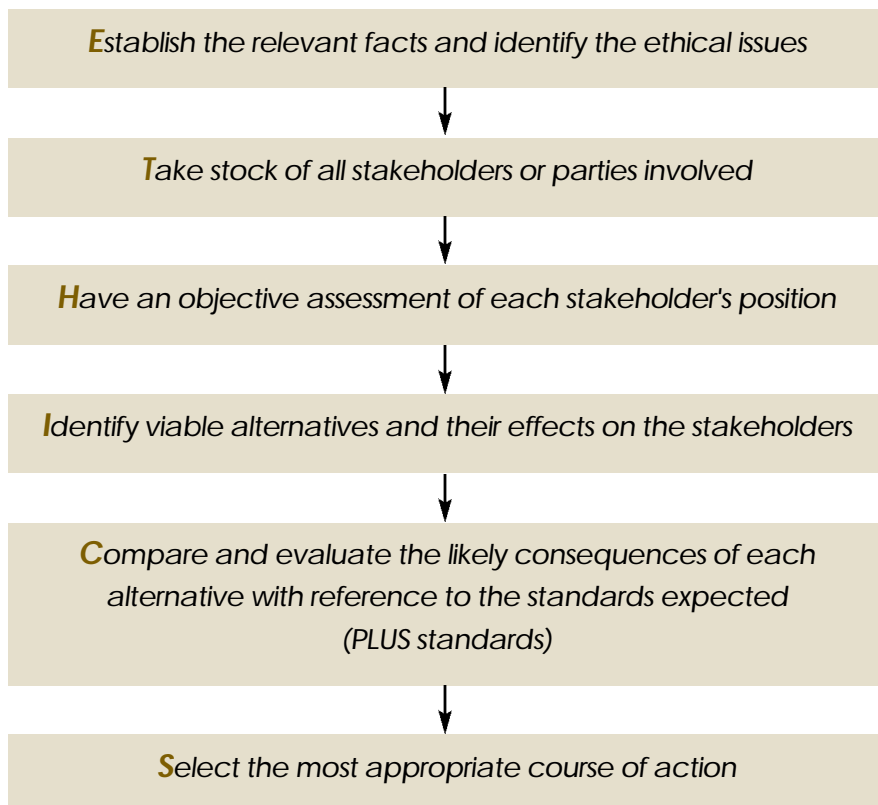 Establish the relevant facts and identify the ethical issues
Take stock of all stakeholders or parties involved
Have an objective assessment of each stakeholder's position
Identify viable alternatives and their effects on the stakeholders
Compare and evaluate the likely consequences of each
alternative with reference to the standards expected
(PLUS standards)
Select the most appropriate course of action